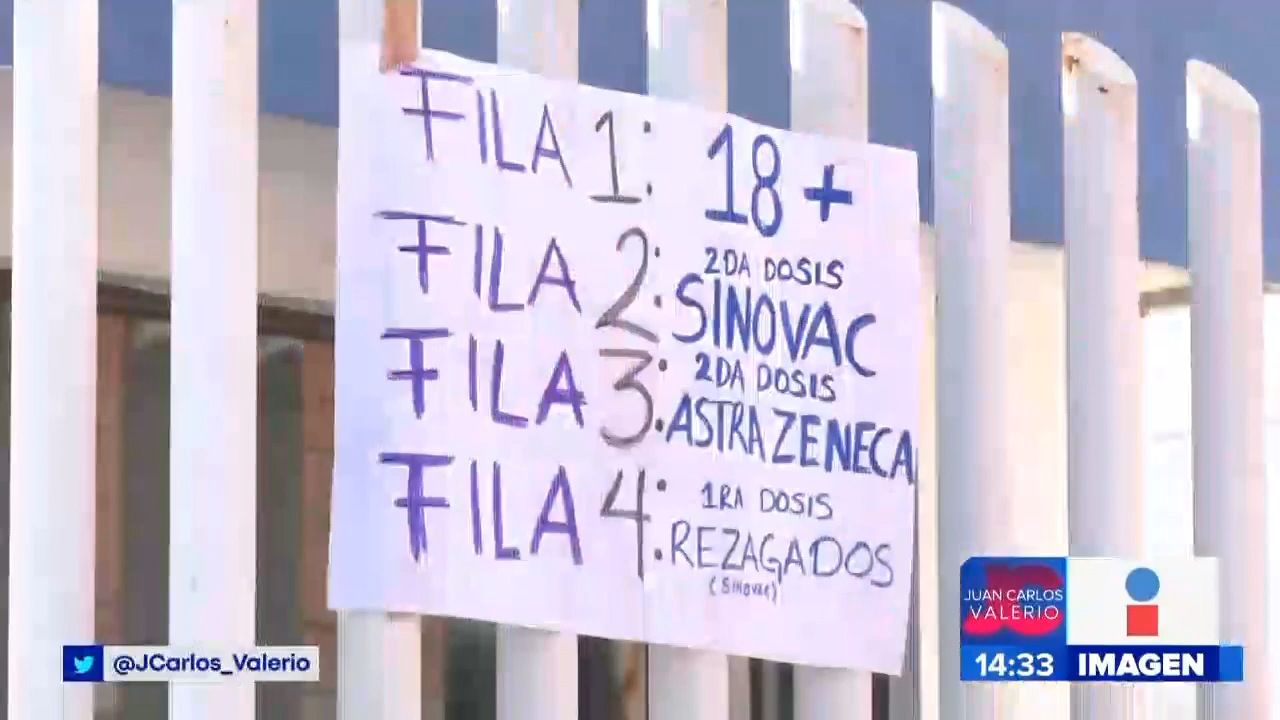 FILA 1: 18+
FILA 2: 2DA DOSIS
SINOVAC
FILA 3: 2DA DOSIS
ASTRAZENECA
FILA 4: 1RA DOSIS
REZAGADOS
(SINOVAC)
@JCarlos_Valerio
JUAN CARLOS
VALERIO
14:33 IMAGEN